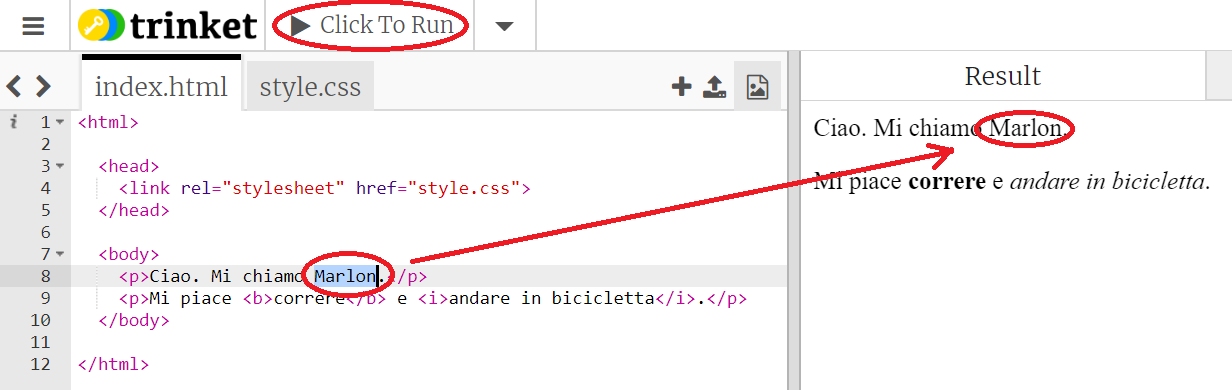 trinket Click To Run
index.html style.css
Result
i 1 <html>
2
3 <head>
4 <link rel="stylesheet" href="style.css">
5 </head>
6
7 <body>
8 <p>Ciao. Mi chiamo Marlon.</p>
9 <p>Mi piace <b>correre</b> e <i>andare in bicicletta</i>.</p>
10 </body>
11
12 </html>
Ciao. Mi chiamo Marlon.
Mi piace correre e andare in bicicletta.